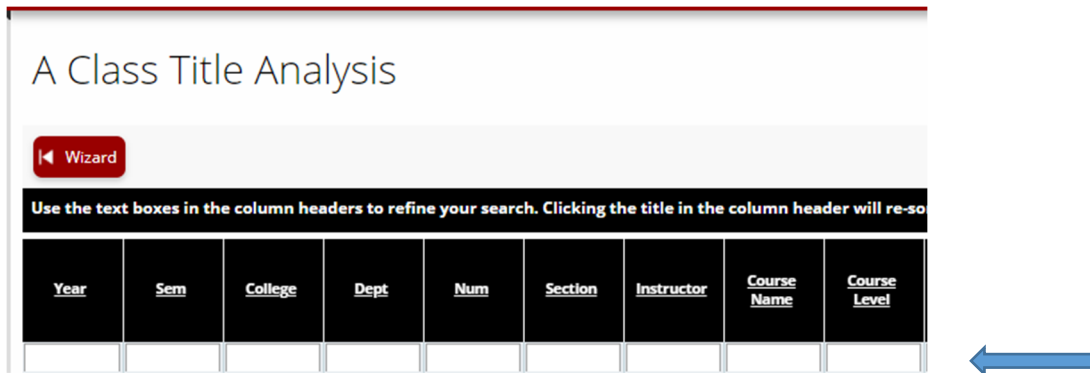 A Class Title Analysis
Wizard
Use the text boxes in the column headers to refine your search. Clicking the title in the column header will re-so
Year Sem College Dept Num Section Instructor Course Name Course Level